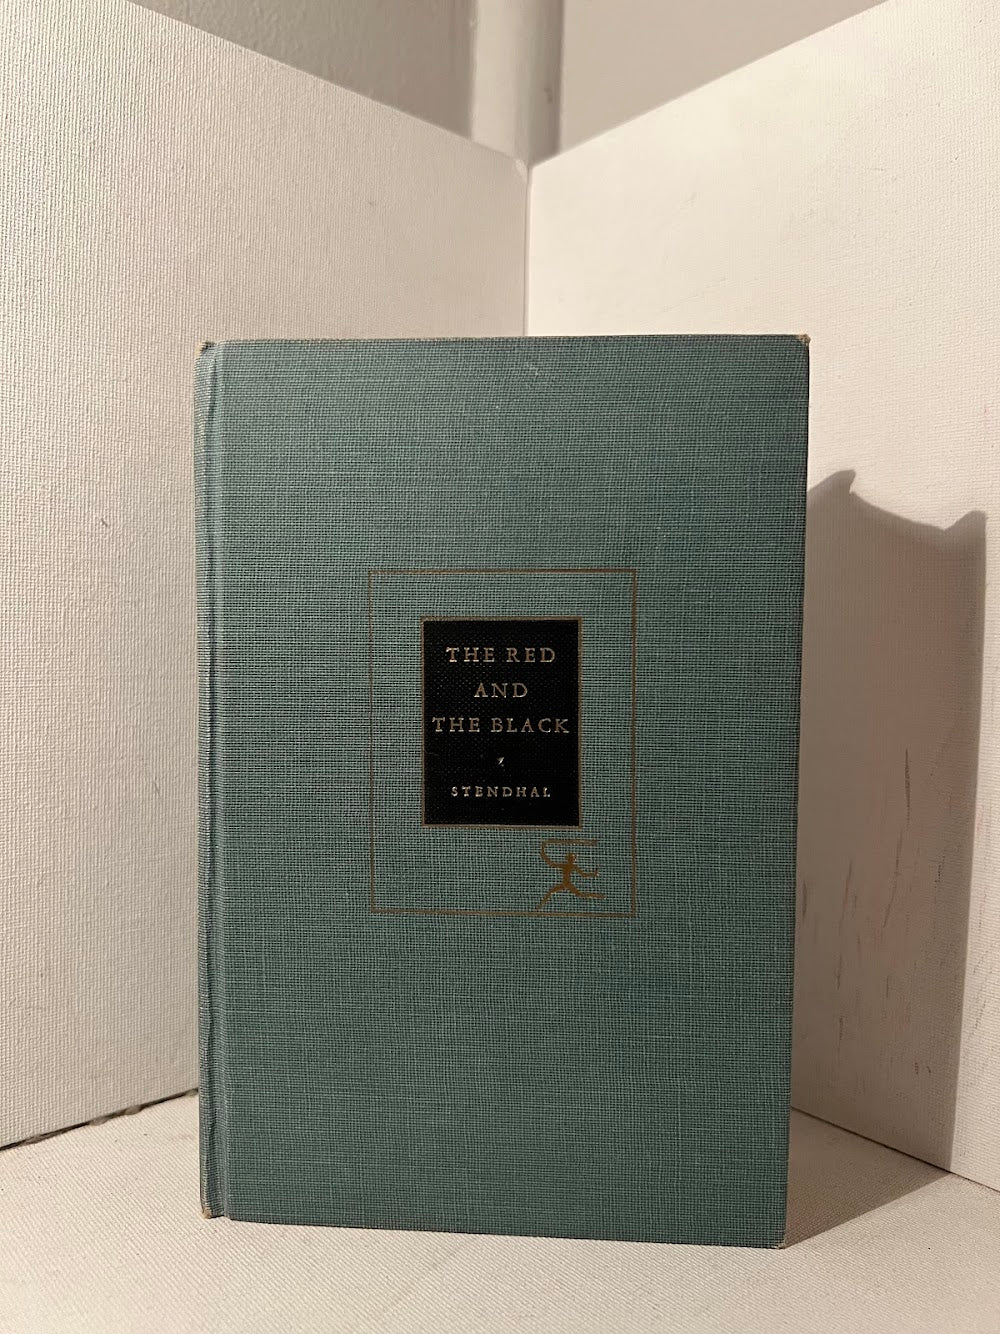 THE RED
AND
THE BLACK
STENDHAL